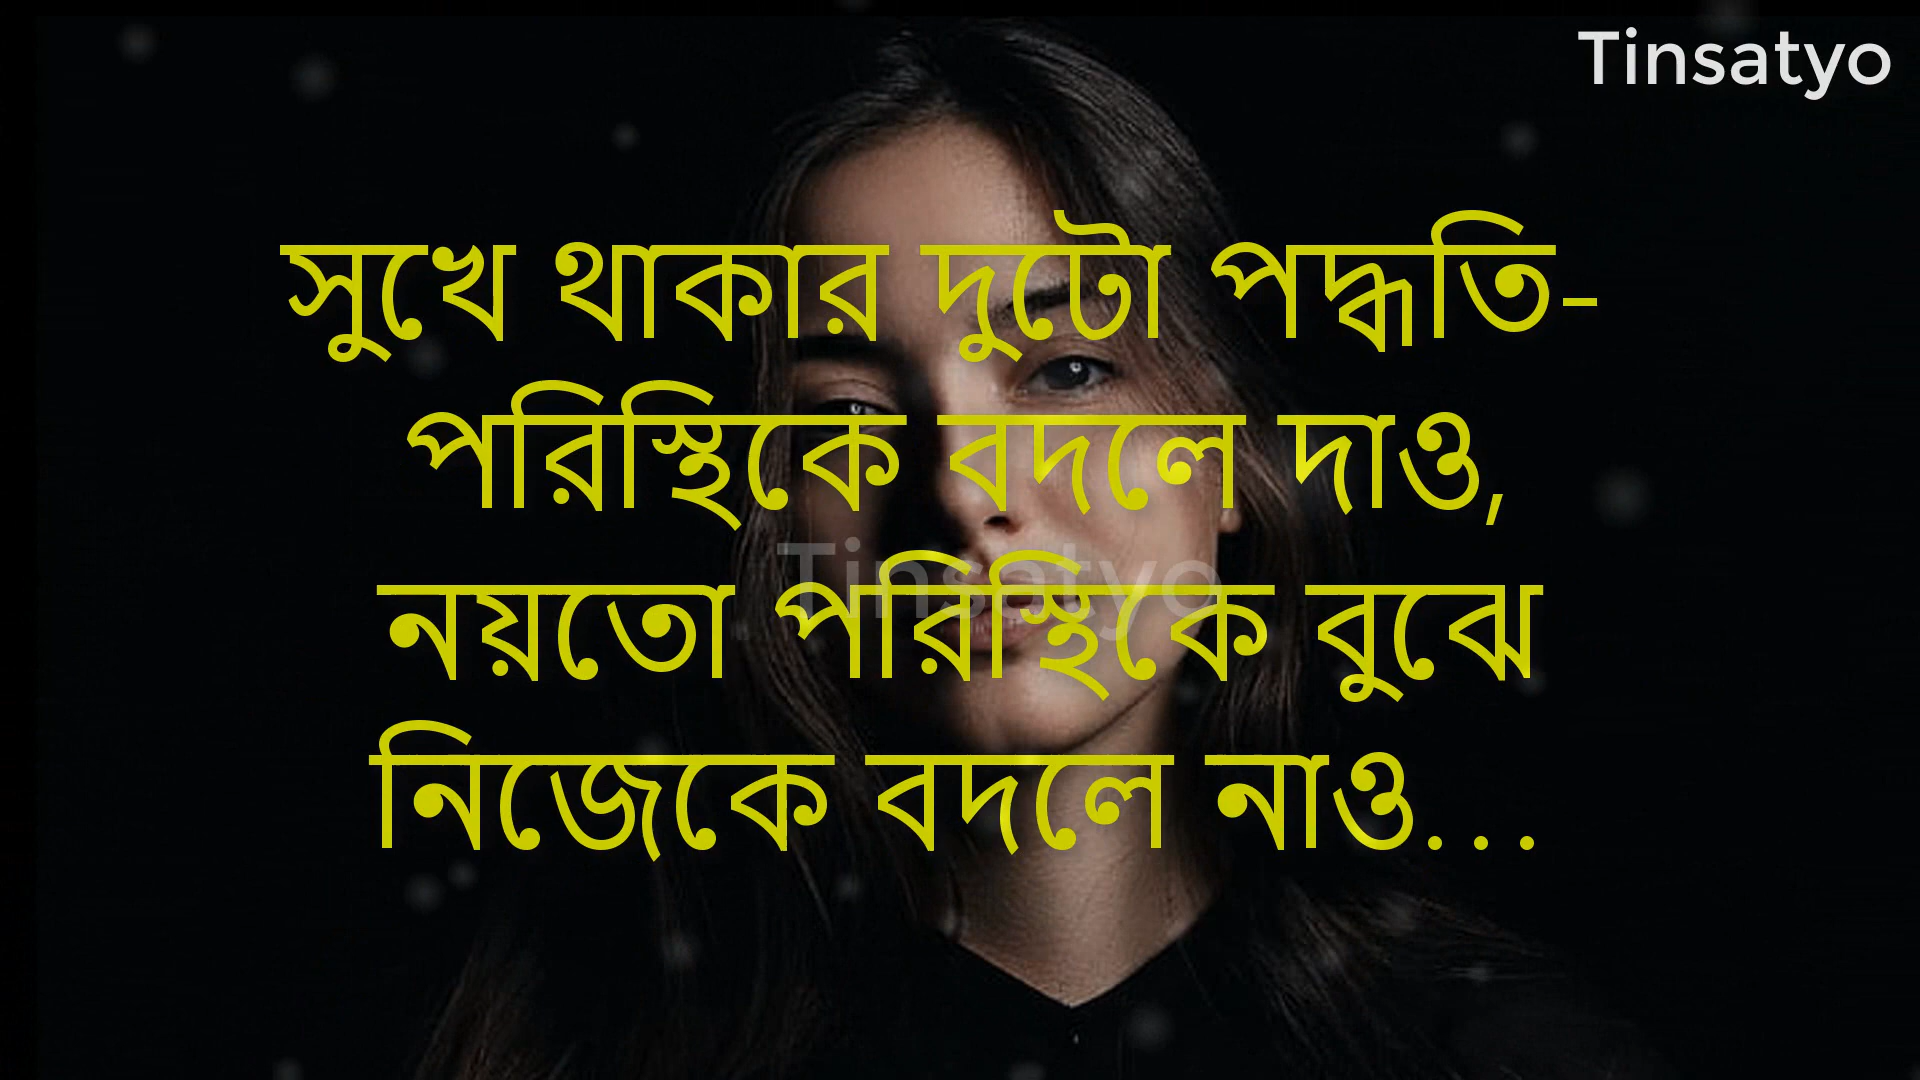 Tinsatyo
সুখে থাকার দুটো পদ্ধতি-
পরিস্থিকে বদলে দাও,
Tinsatyo
নয়তো পরিস্থিকে বুঝে
নিজেকে বদলে নাও...